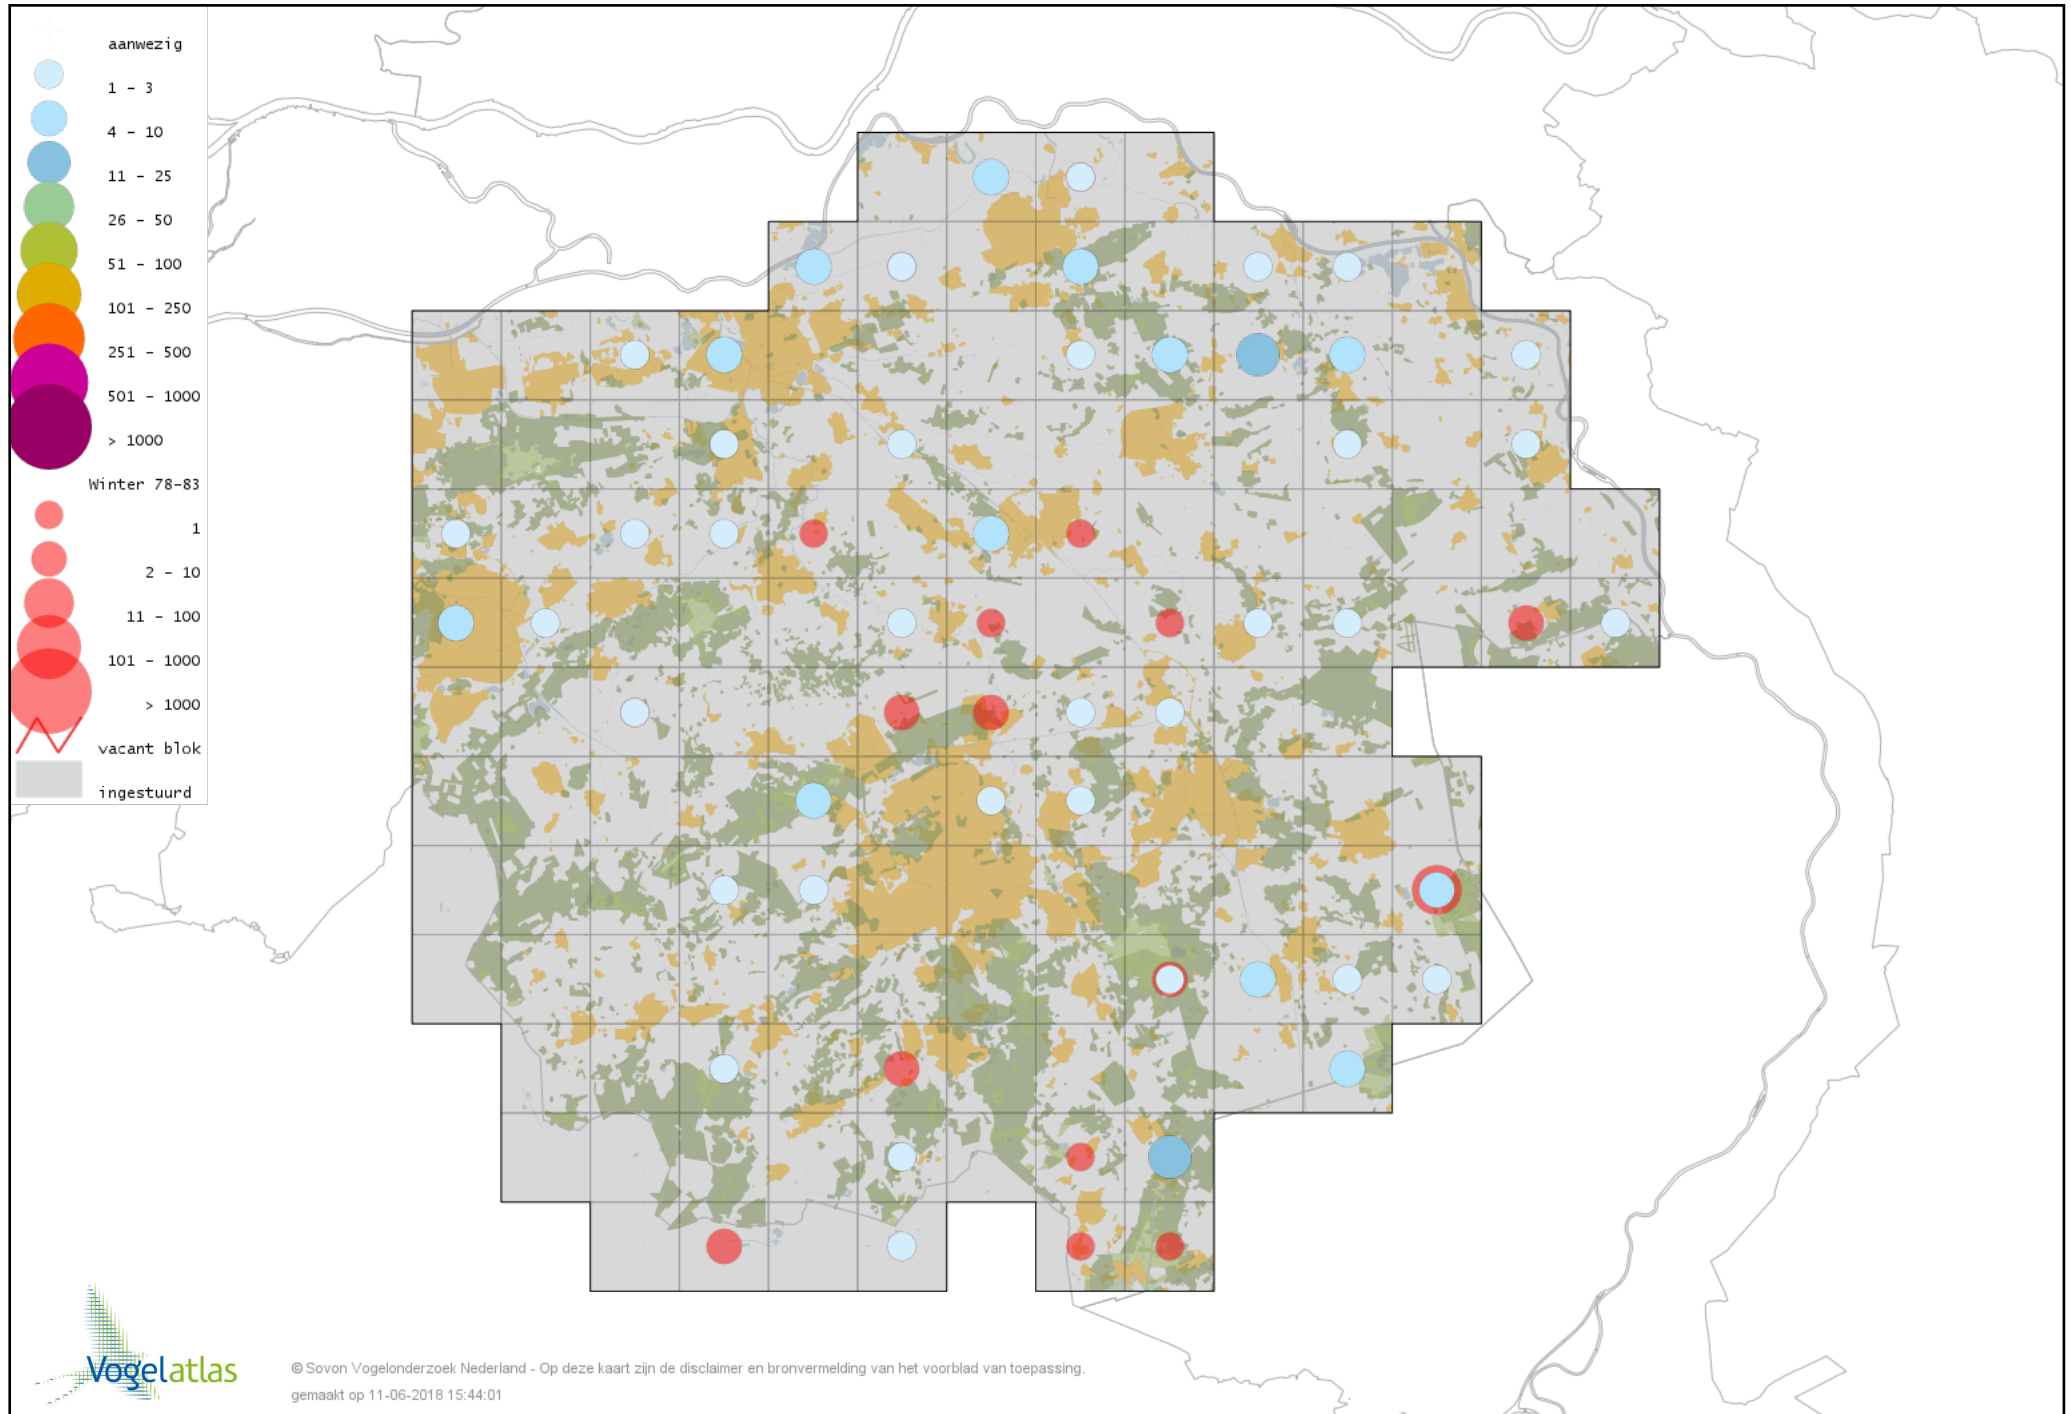 aanwezig
1 - 3
4 - 10
11 - 25
26 - 50
51 - 100
101 - 250
251 - 500
501 - 1000
> 1000
Winter 78-83
1
2 - 10
11 - 100
101 - 1000
> 1000
vacant blok
ingestuurd
Vogelatlas
© Sovon Vogelonderzoek Nederland - Op deze kaart zijn de disclaimer en bronvermelding van het voorblad van toepassing.
gemaakt op 11-06-2018 15:44:01